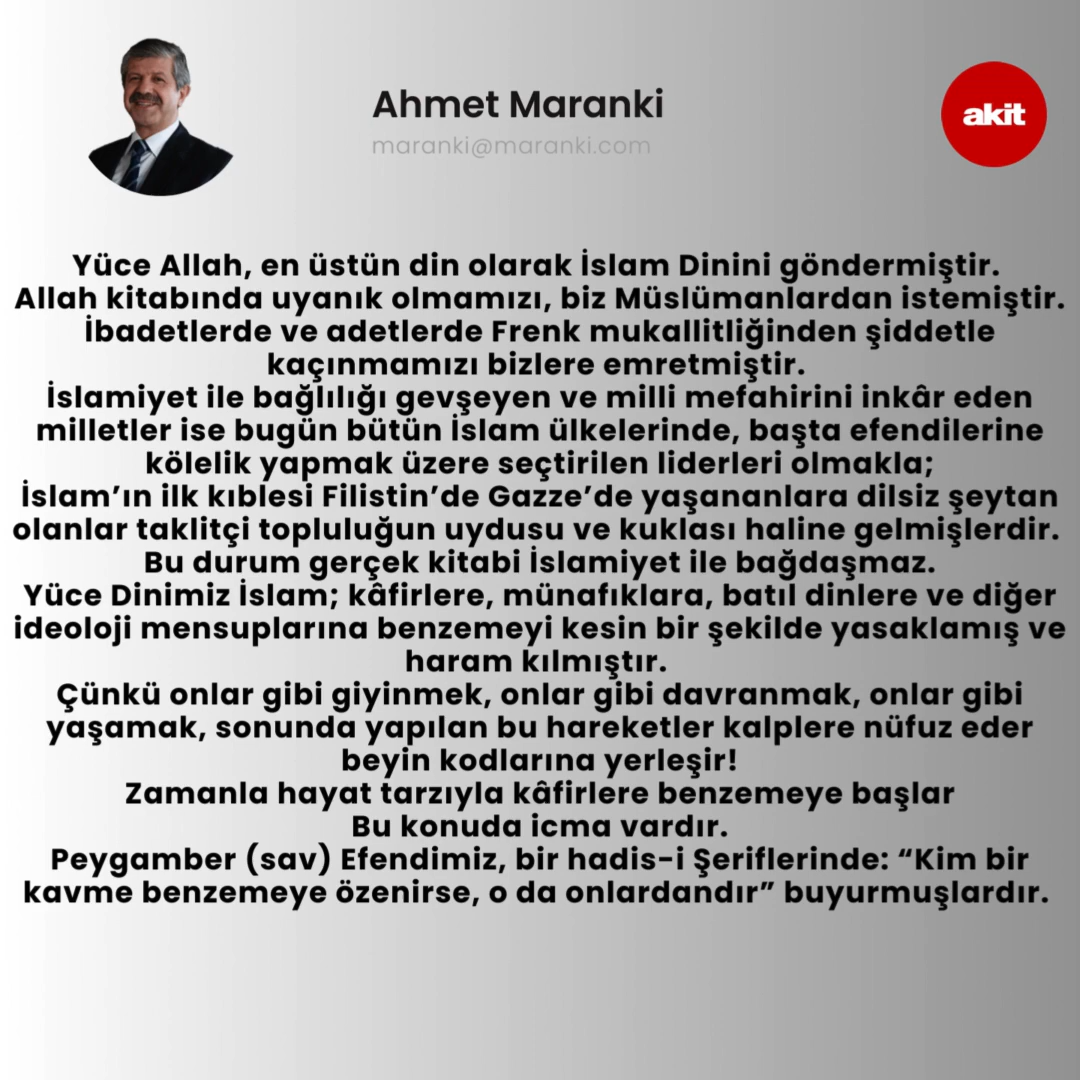 Ahmet Maranki
maranki@maranki.com
akit
Yüce Allah, en üstün din olarak İslam Dinini göndermiştir.
Allah kitabında uyanık olmamızı, biz Müslümanlardan istemiştir.
İbadetlerde ve adetlerde Frenk mukallitliğinden şiddetle
kaçınmamızı bizlere emretmiştir.
İslamiyet ile bağlılığı gevşeyen ve milli mefahirini inkâr eden
milletler ise bugün bütün İslam ülkelerinde, başta efendilerine
kölelik yapmak üzere seçtirilen liderleri olmakla;
İslam’ın ilk kıblesi Filistin’de Gazze’de yaşananlara dilsiz şeytan
olanlar taklitçi topluluğun uydusu ve kuklası haline gelmişlerdir.
Bu durum gerçek kitabi İslamiyet ile bağdaşmaz.
Yüce Dinimiz İslam; kâfirlere, münafıklara, batıl dinlere ve diğer
ideoloji mensuplarına benzemeyi kesin bir şekilde yasaklamış ve
haram kılmıştır.
Çünkü onlar gibi giyinmek, onlar gibi davranmak, onlar gibi
yaşamak, sonunda yapılan bu hareketler kalplere nüfuz eder
beyin kodlarına yerleşir!
Zamanla hayat tarzıyla kâfirlere benzemeye başlar
Bu konuda icma vardır.
Peygamber (sav) Efendimiz, bir hadis-i Şeriflerinde: “Kim bir
kavme benzemeye özenirse, o da onlardandır” buyurmuşlardır.